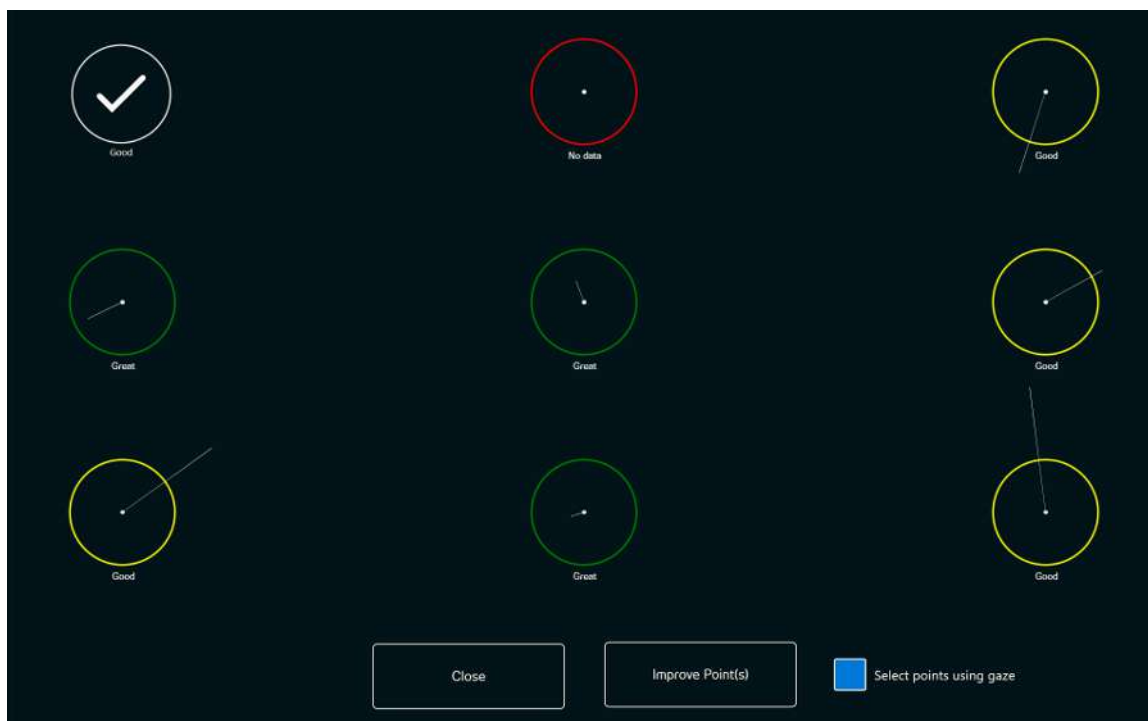 Good
No data
Good
Great
Great
Good
Good
Great
Good
Close
Improve Point(s)
Select points using gaze